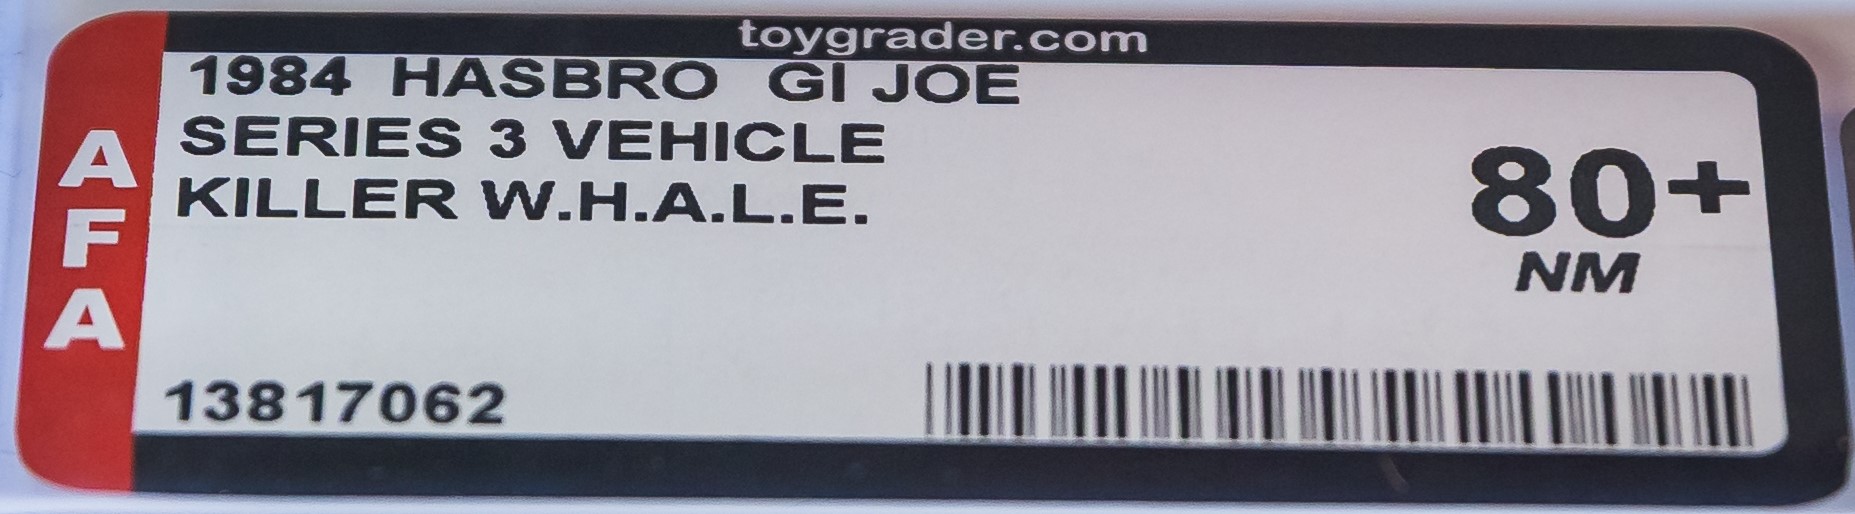 toygrader.com
1984 HASBRO GI JOE
SERIES 3 VEHICLE
KILLER W.H.A.L.E.
80+
NM
AFA
13817062